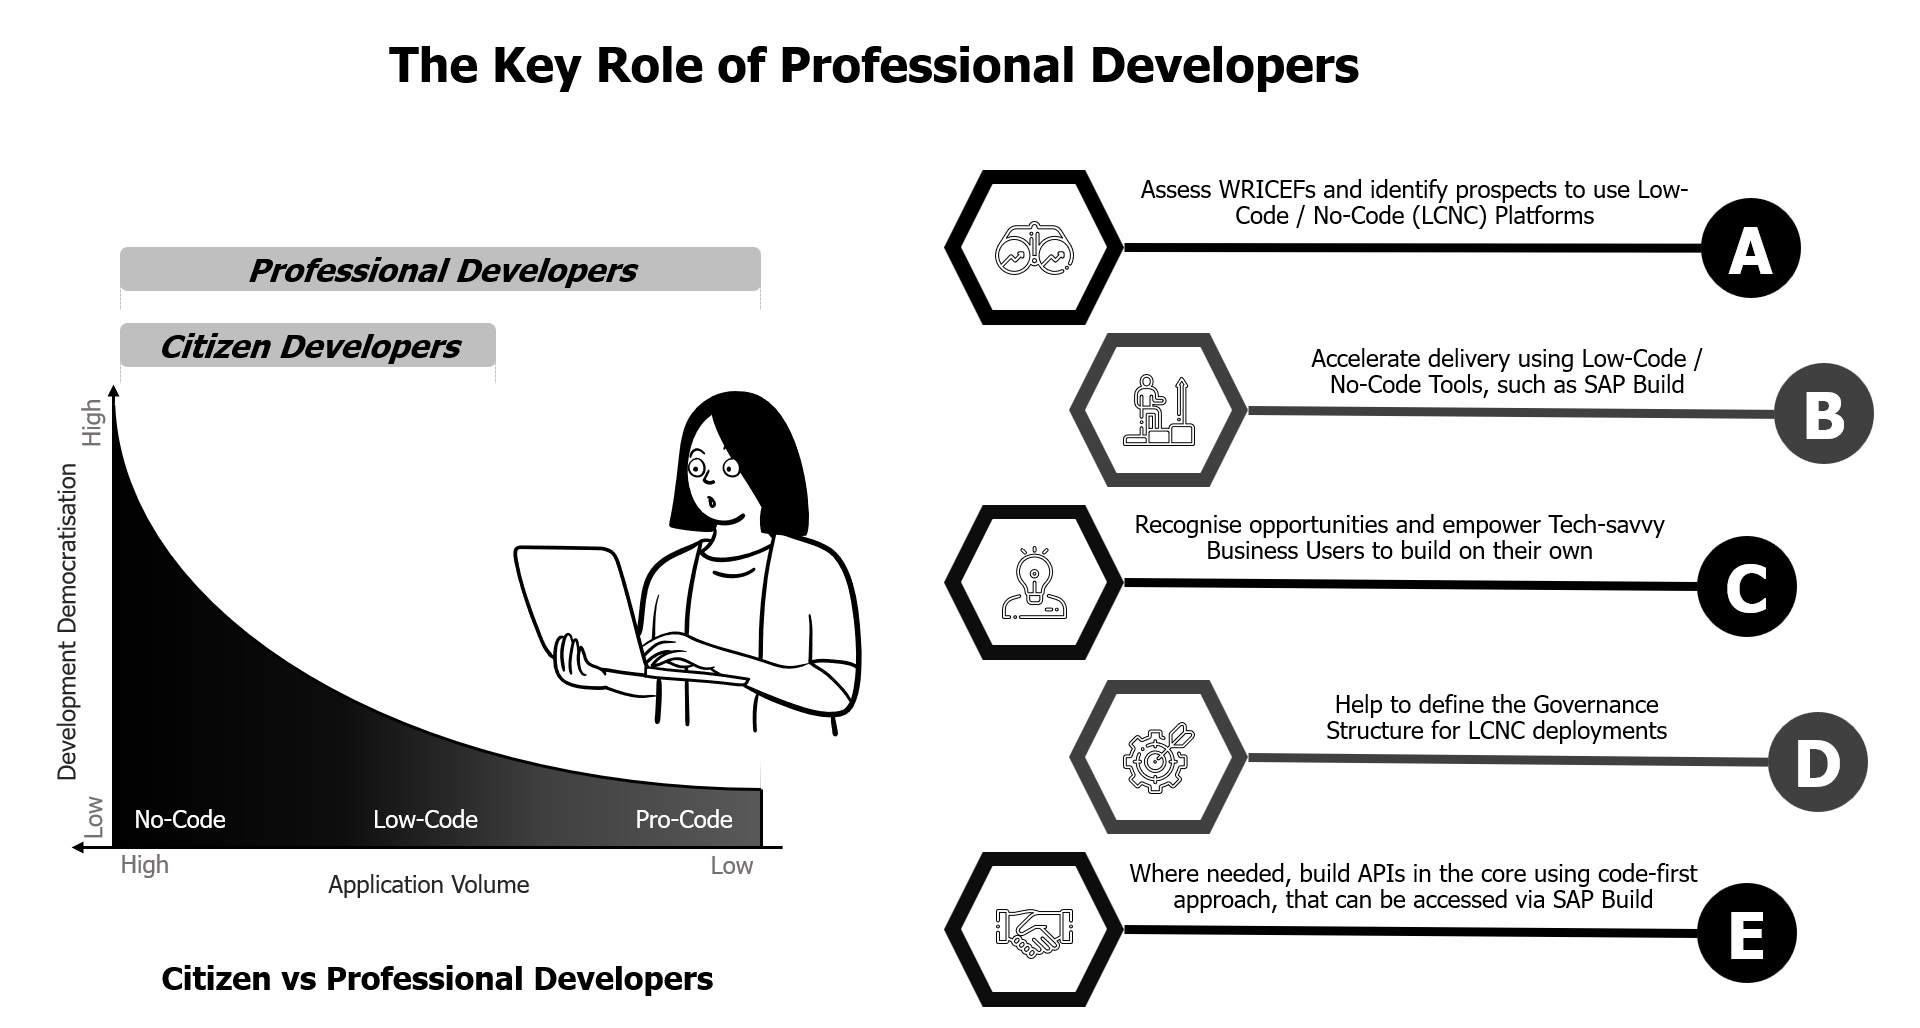 The Key Role of Professional Developers
Professional Developers
Citizen Developers
High
Development Democratisation
Low
No-Code
Low-Code
Pro-Code
High
Low
Application Volume
Citizen vs Professional Developers
Assess WRICEFs and identify prospects to use Low-
Code / No-Code (LCNC) Platforms
A
Accelerate delivery using Low-Code /
No-Code Tools, such as SAP Build
B
Recognise opportunities and empower Tech-savvy
Business Users to build on their own
C
Help to define the Governance
Structure for LCNC deployments
D
Where needed, build APIs in the core using code-first
approach, that can be accessed via SAP Build
E